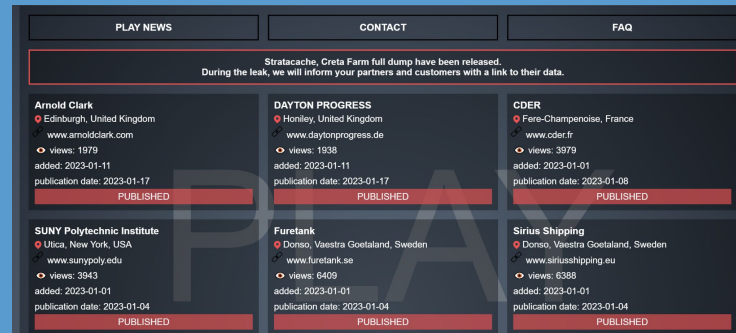 PLAY NEWS
CONTACT
FAQ
Stratacache, Creta Farm full dump have been released.
During the leak, we will inform your partners and customers with a link to their data.
Arnold Clark
Edinburgh, United Kingdom
www.arnoldclark.com
views: 1979
added: 2023-01-11
publication date: 2023-01-17
PUBLISHED
DAYTON PROGRESS
Honiley, United Kingdom
www.daytonprogress.de
views: 1938
added: 2023-01-11
publication date: 2023-01-17
PUBLISHED
CDER
Fere-Champenoise, France
www.cder.fr
views: 3979
added: 2023-01-01
publication date: 2023-01-08
PUBLISHED
SUNY Polytechnic Institute
Utica, New York, USA
www.sunypoly.edu
views: 3943
added: 2023-01-01
publication date: 2023-01-04
PUBLISHED
Furetank
Donso, Vaestra Goetaland, Sweden
www.furetank.se
views: 6409
added: 2023-01-01
publication date: 2023-01-04
PUBLISHED
Sirius Shipping
Donso, Vaestra Goetaland, Sweden
www.siriusshipping.eu
views: 6388
added: 2023-01-01
publication date: 2023-01-04
PUBLISHED
PLAY